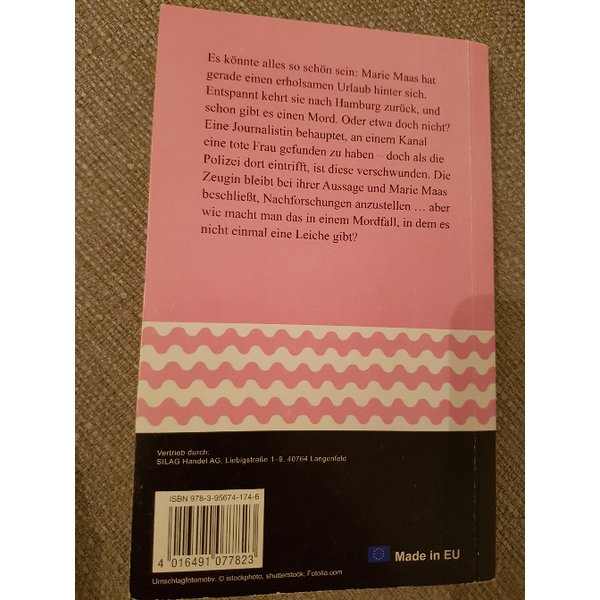 Es könnte alles so schön sein: Marie Maas hat
gerade einen erholsamen Urlaub hinter sich.
Entspannt kehrt sie nach Hamburg zurück, und
schon gibt es einen Mord. Oder etwa doch nicht?
Eine Journalistin behauptet, an einem Kanal
eine tote Frau gefunden zu haben – doch als die
Polizei dort eintrifft, ist diese verschwunden. Die
Zeugin bleibt bei ihrer Aussage und Marie Maas
beschließt, Nachforschungen anzustellen … aber
wie macht man das in einem Mordfall, in dem es
nicht einmal eine Leiche gibt?
Vertrieb durch:
SILAG Handel AG, Liebigstraße 1–9, 40764 Langenfeld
ISBN 978-3-95674-174-6
4 016491 077823
Made in EU
Umschlagfotomotiv: © istockphoto, shutterstock; Fotolia.com